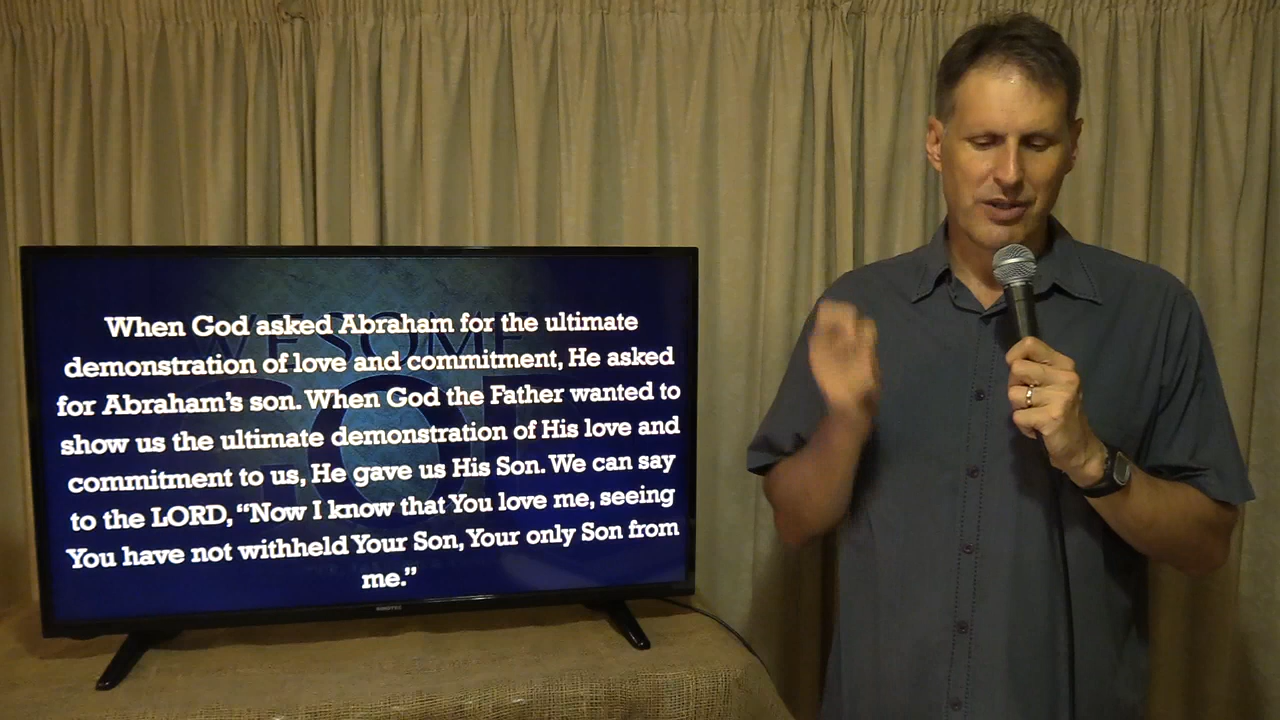 When God asked Abraham for the ultimate
demonstration of love and commitment, He asked
for Abraham's son. When God the Father wanted to
show us the ultimate demonstration of His love and
commitment to us, He gave us His Son. We can say
to the LORD, “Now I know that You love me, seeing
You have not withheld Your Son, Your only Son from
me.”